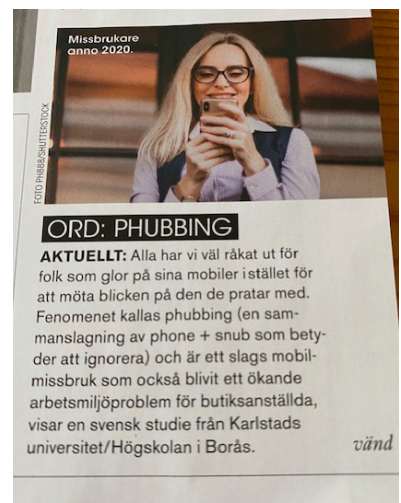 Missbrukare
anno 2020.
FOTO PH888/SHUTTERSTOCK
ORD: PHUBBING
AKTUELLT: Alla har vi väl råkat ut för
folk som glor på sina mobiler i stället för
att möta blicken på den de pratar med.
Fenomenet kallas phubbing (en sam-
manslagning av phone + snub som bety-
der att ignorera) och är ett slags mobil-
missbruk som också blivit ett ökande
arbetsmiljöproblem för butiksanställda,
visar en svensk studie från Karlstads
universitet/Högskolan i Borås.
vänd